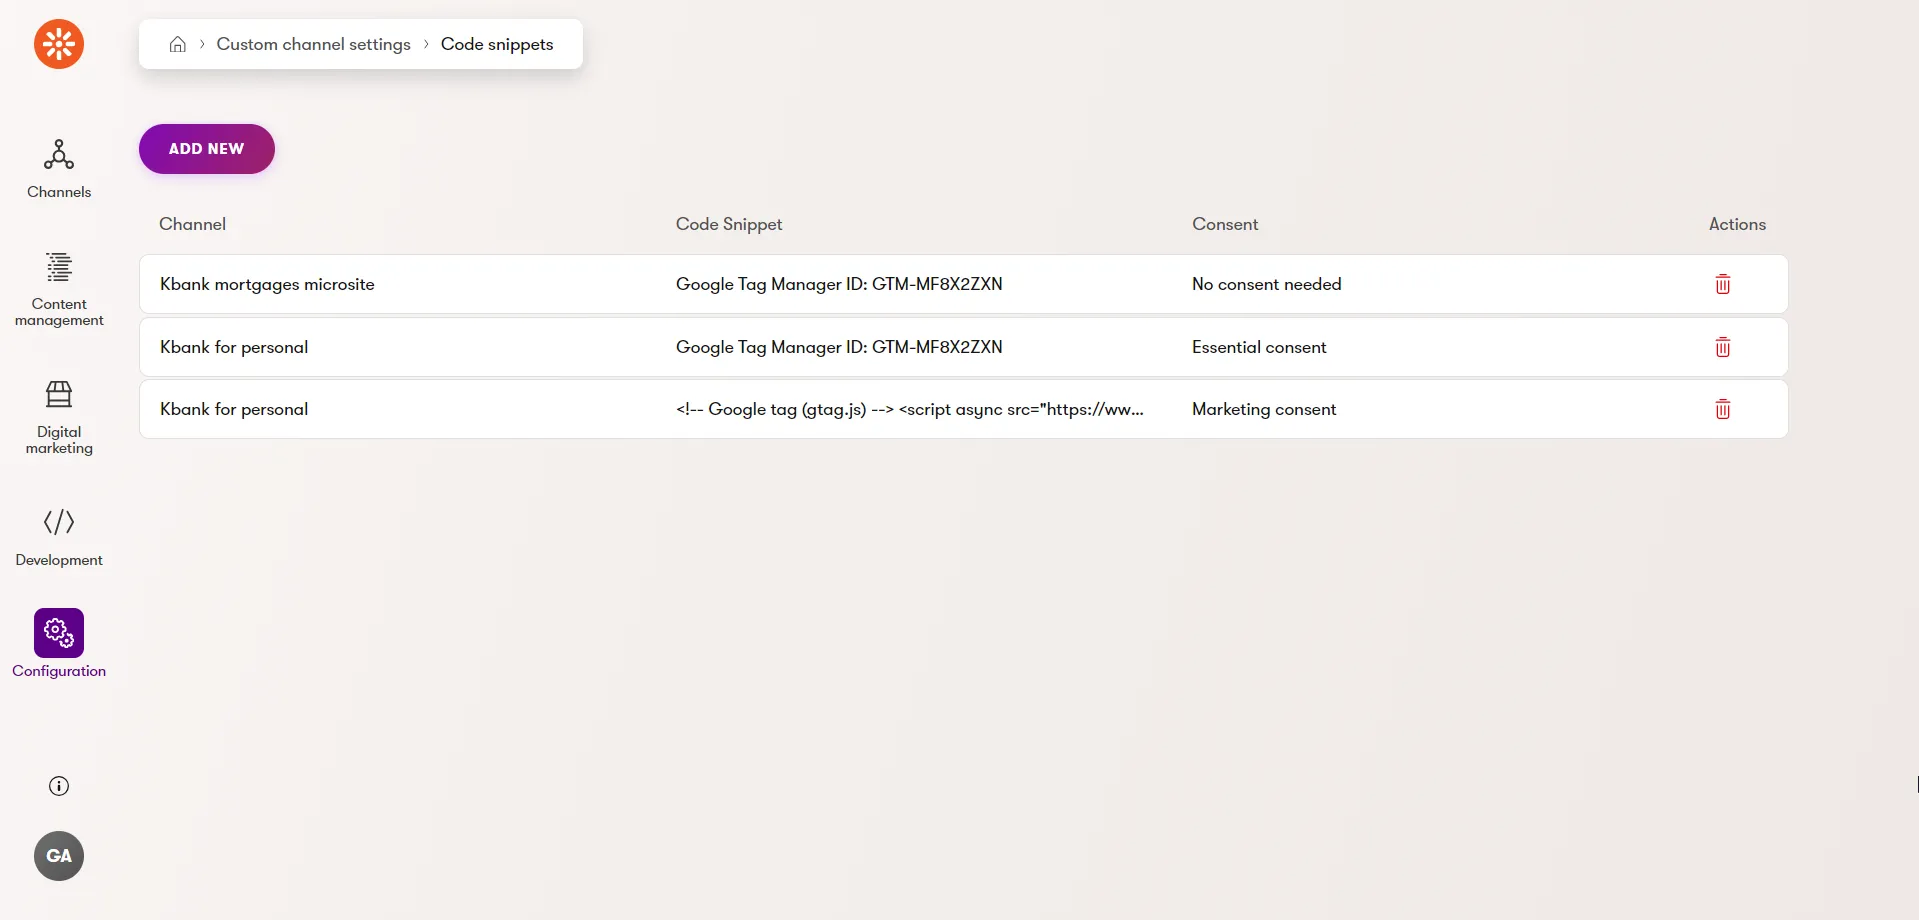 Custom channel settings
Code snippets
ADD NEW
Channels
Content
management
Digital
marketing
Development
Configuration
GA
Channel Code Snippet Consent Actions
Kbank mortgages microsite Google Tag Manager ID: GTM-MF8X2ZXN No consent needed
Kbank for personal Google Tag Manager ID: GTM-MF8X2ZXN Essential consent
Kbank for personal <!-- Google tag (gtag.js) --> <script async src="https://ww... Marketing consent